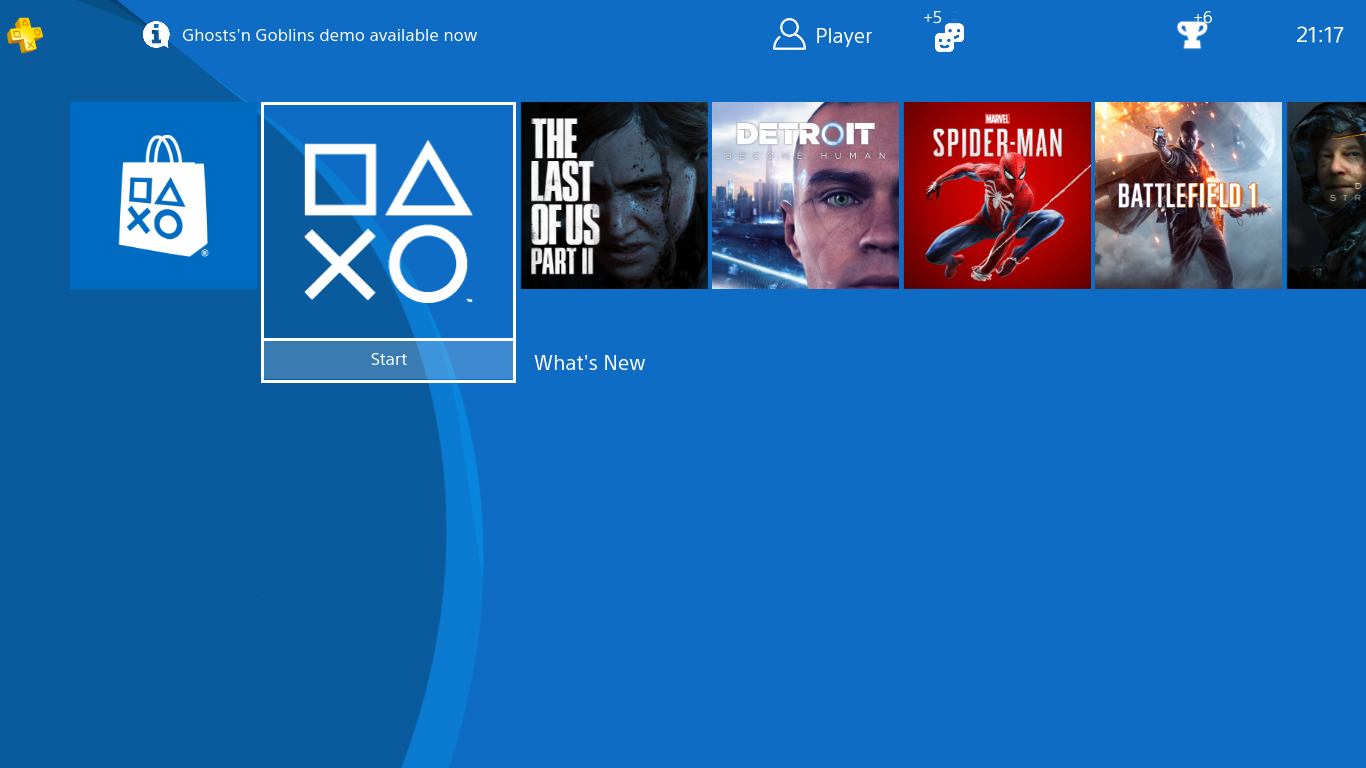 Ghosts'n Goblins demo available now
Player
+5
+6
21:17
®
™
THE
LAST
OF US
PART II
DETROIT
BECOME HUMAN
MARVEL
SPIDER-MAN
BATTLEFIELD 1
D
STR
Start
What's New